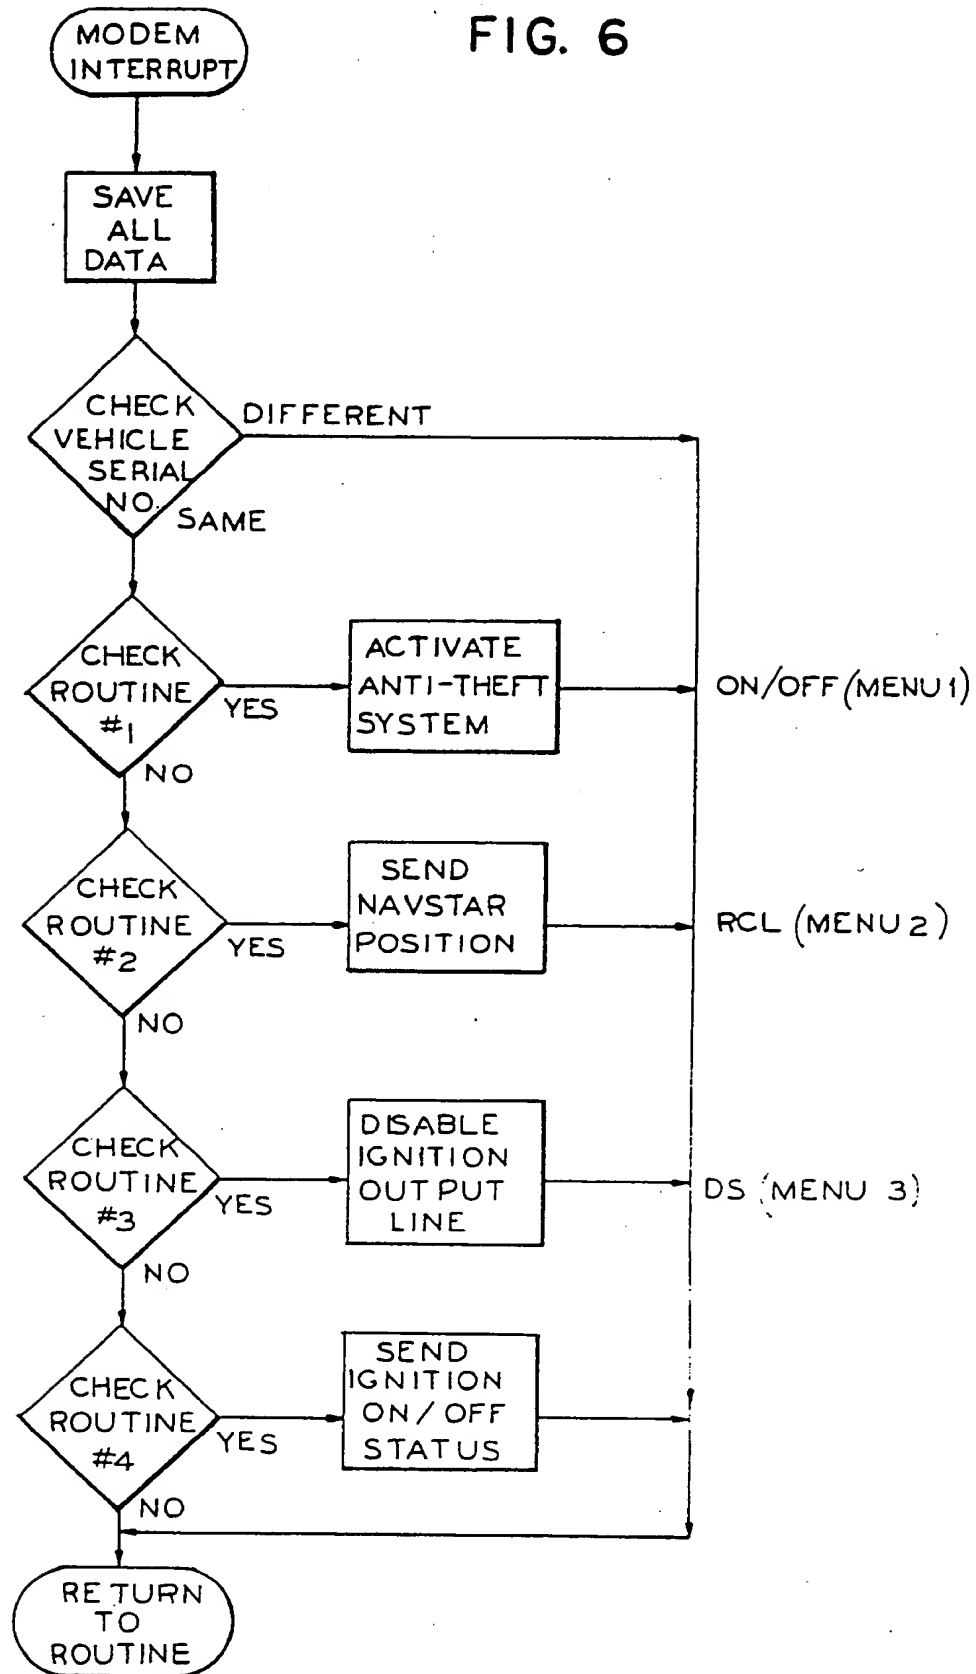 FIG. 6
MODEM
INTERRUPT
SAVE
ALL
DATA
CHECK
VEHICLE
SERIAL
NO.
DIFFERENT
SAME
CHECK
ROUTINE
#1
YES
NO
ACTIVATE
ANTI-THEFT
SYSTEM
ON/OFF (MENU 1)
CHECK
ROUTINE
#2
YES
NO
SEND
NAVSTAR
POSITION
RCL (MENU 2)
CHECK
ROUTINE
#3
YES
NO
DISABLE
IGNITION
OUTPUT
LINE
DS (MENU 3)
CHECK
ROUTINE
#4
YES
NO
SEND
IGNITION
ON/OFF
STATUS
RETURN
TO
ROUTINE